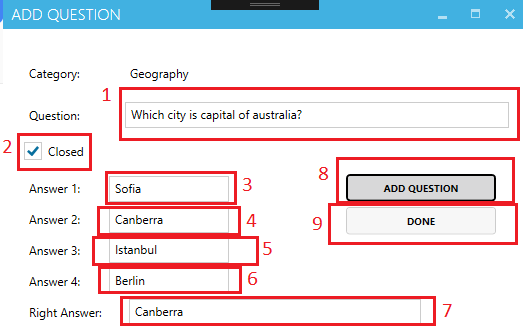 ADD QUESTION
Category: Geography
1
Question: Which city is capital of australia?
2 Closed
Answer 1: Sofia 3 8 ADD QUESTION
Answer 2: Canberra 4 9 DONE
Answer 3: Istanbul 5
Answer 4: Berlin 6
Right Answer: Canberra 7